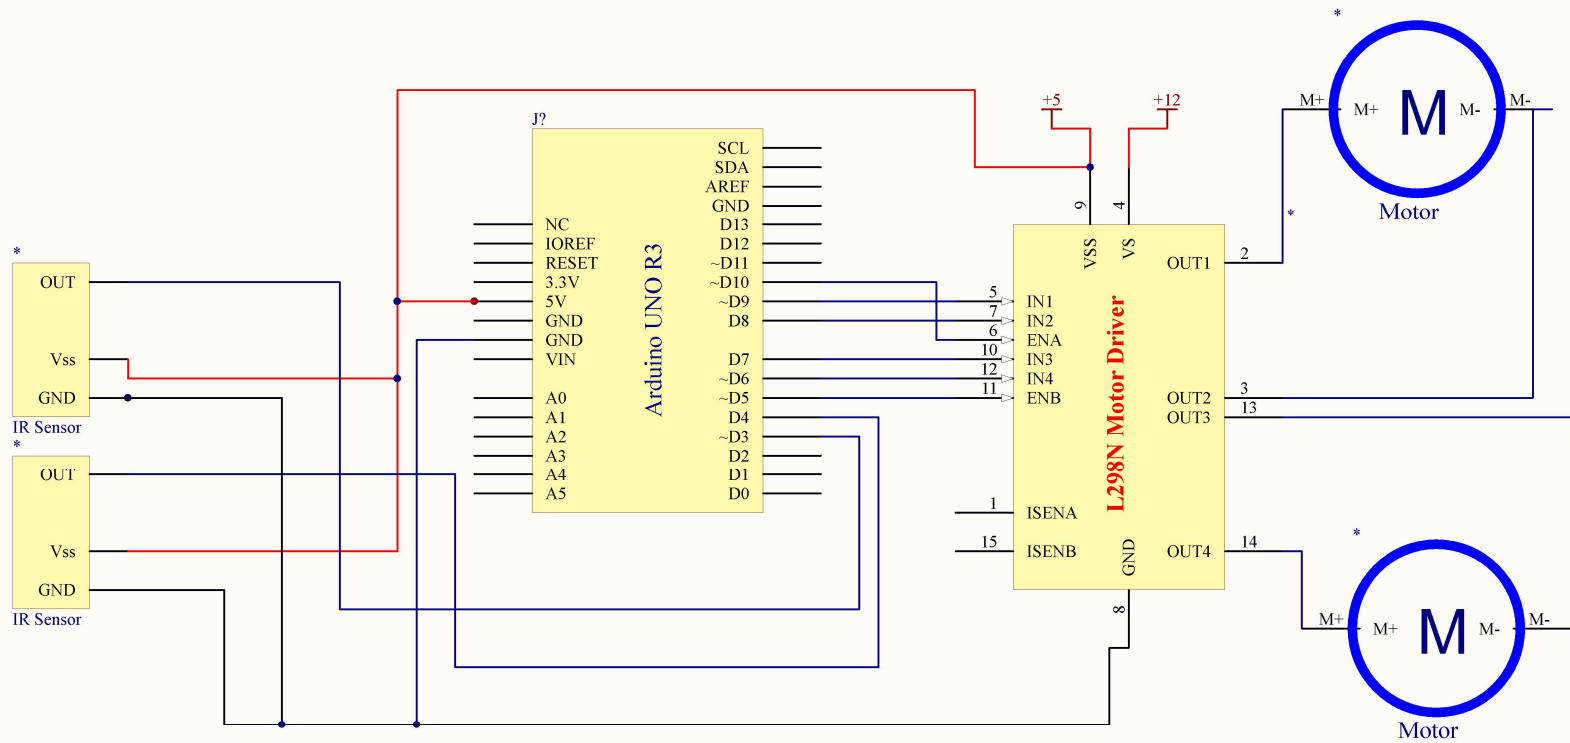 *
OUT
Vss
GND
IR Sensor
*
OUT
Vss
GND
IR Sensor
J?
NC
IOREF
RESET
3.3V
5V
GND
GND
VIN
A0
A1
A2
A3
A4
A5
Arduino UNO R3
SCL
SDA
AREF
GND
D13
D12
~D11
~D10
~D9
D8
D7
~D6
~D5
D4
~D3
D2
D1
D0
+5
+12
9
4
VSS
VS
5
IN1
7
IN2
6
ENA
10
IN3
12
IN4
11
ENB
1
ISENA
15
ISENB
L298N Motor Driver
GND
8
OUT1
2
OUT2
3
OUT3
13
OUT4
14
*
*
M+
M+
M
M-
M-
Motor
*
M+
M+
M
M-
M-
Motor